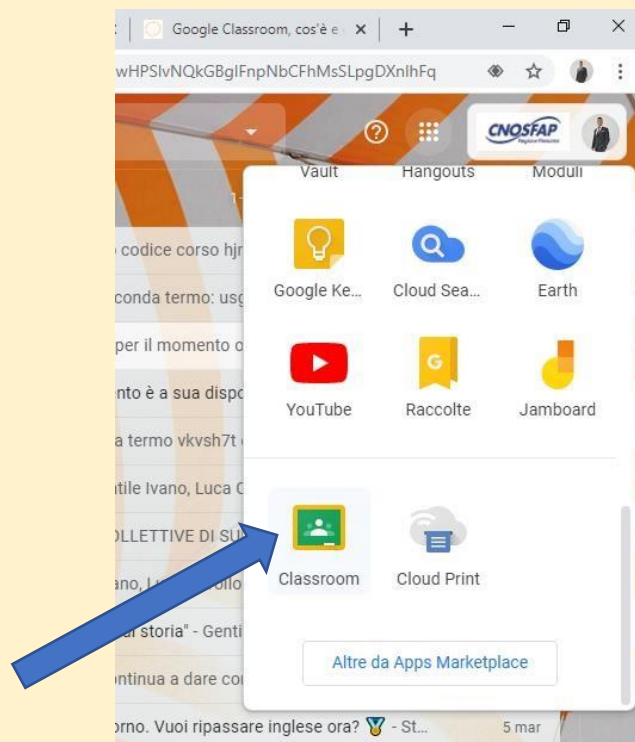 Google Classroom, cos'è e
wHPSlvNQkGBglFnpNbCFhMsSLpgDXnlhFq
CNOSFAP
Vault Hangouts Moduli
codice corso hjr
Google Ke... Cloud Sea... Earth
conda termo: usg
per il momento o
nto è a sua dispo
YouTube Raccolte Jamboard
a termo vkvsh7t
tile Ivano, Luca
OLLETTIVE DI SU
Classroom Cloud Print
ano,
storia" - Genti
Altre da Apps Marketplace
ontinua a dare co
orno. Vuoi ripassare inglese ora? 🏅 - St... 5 mar